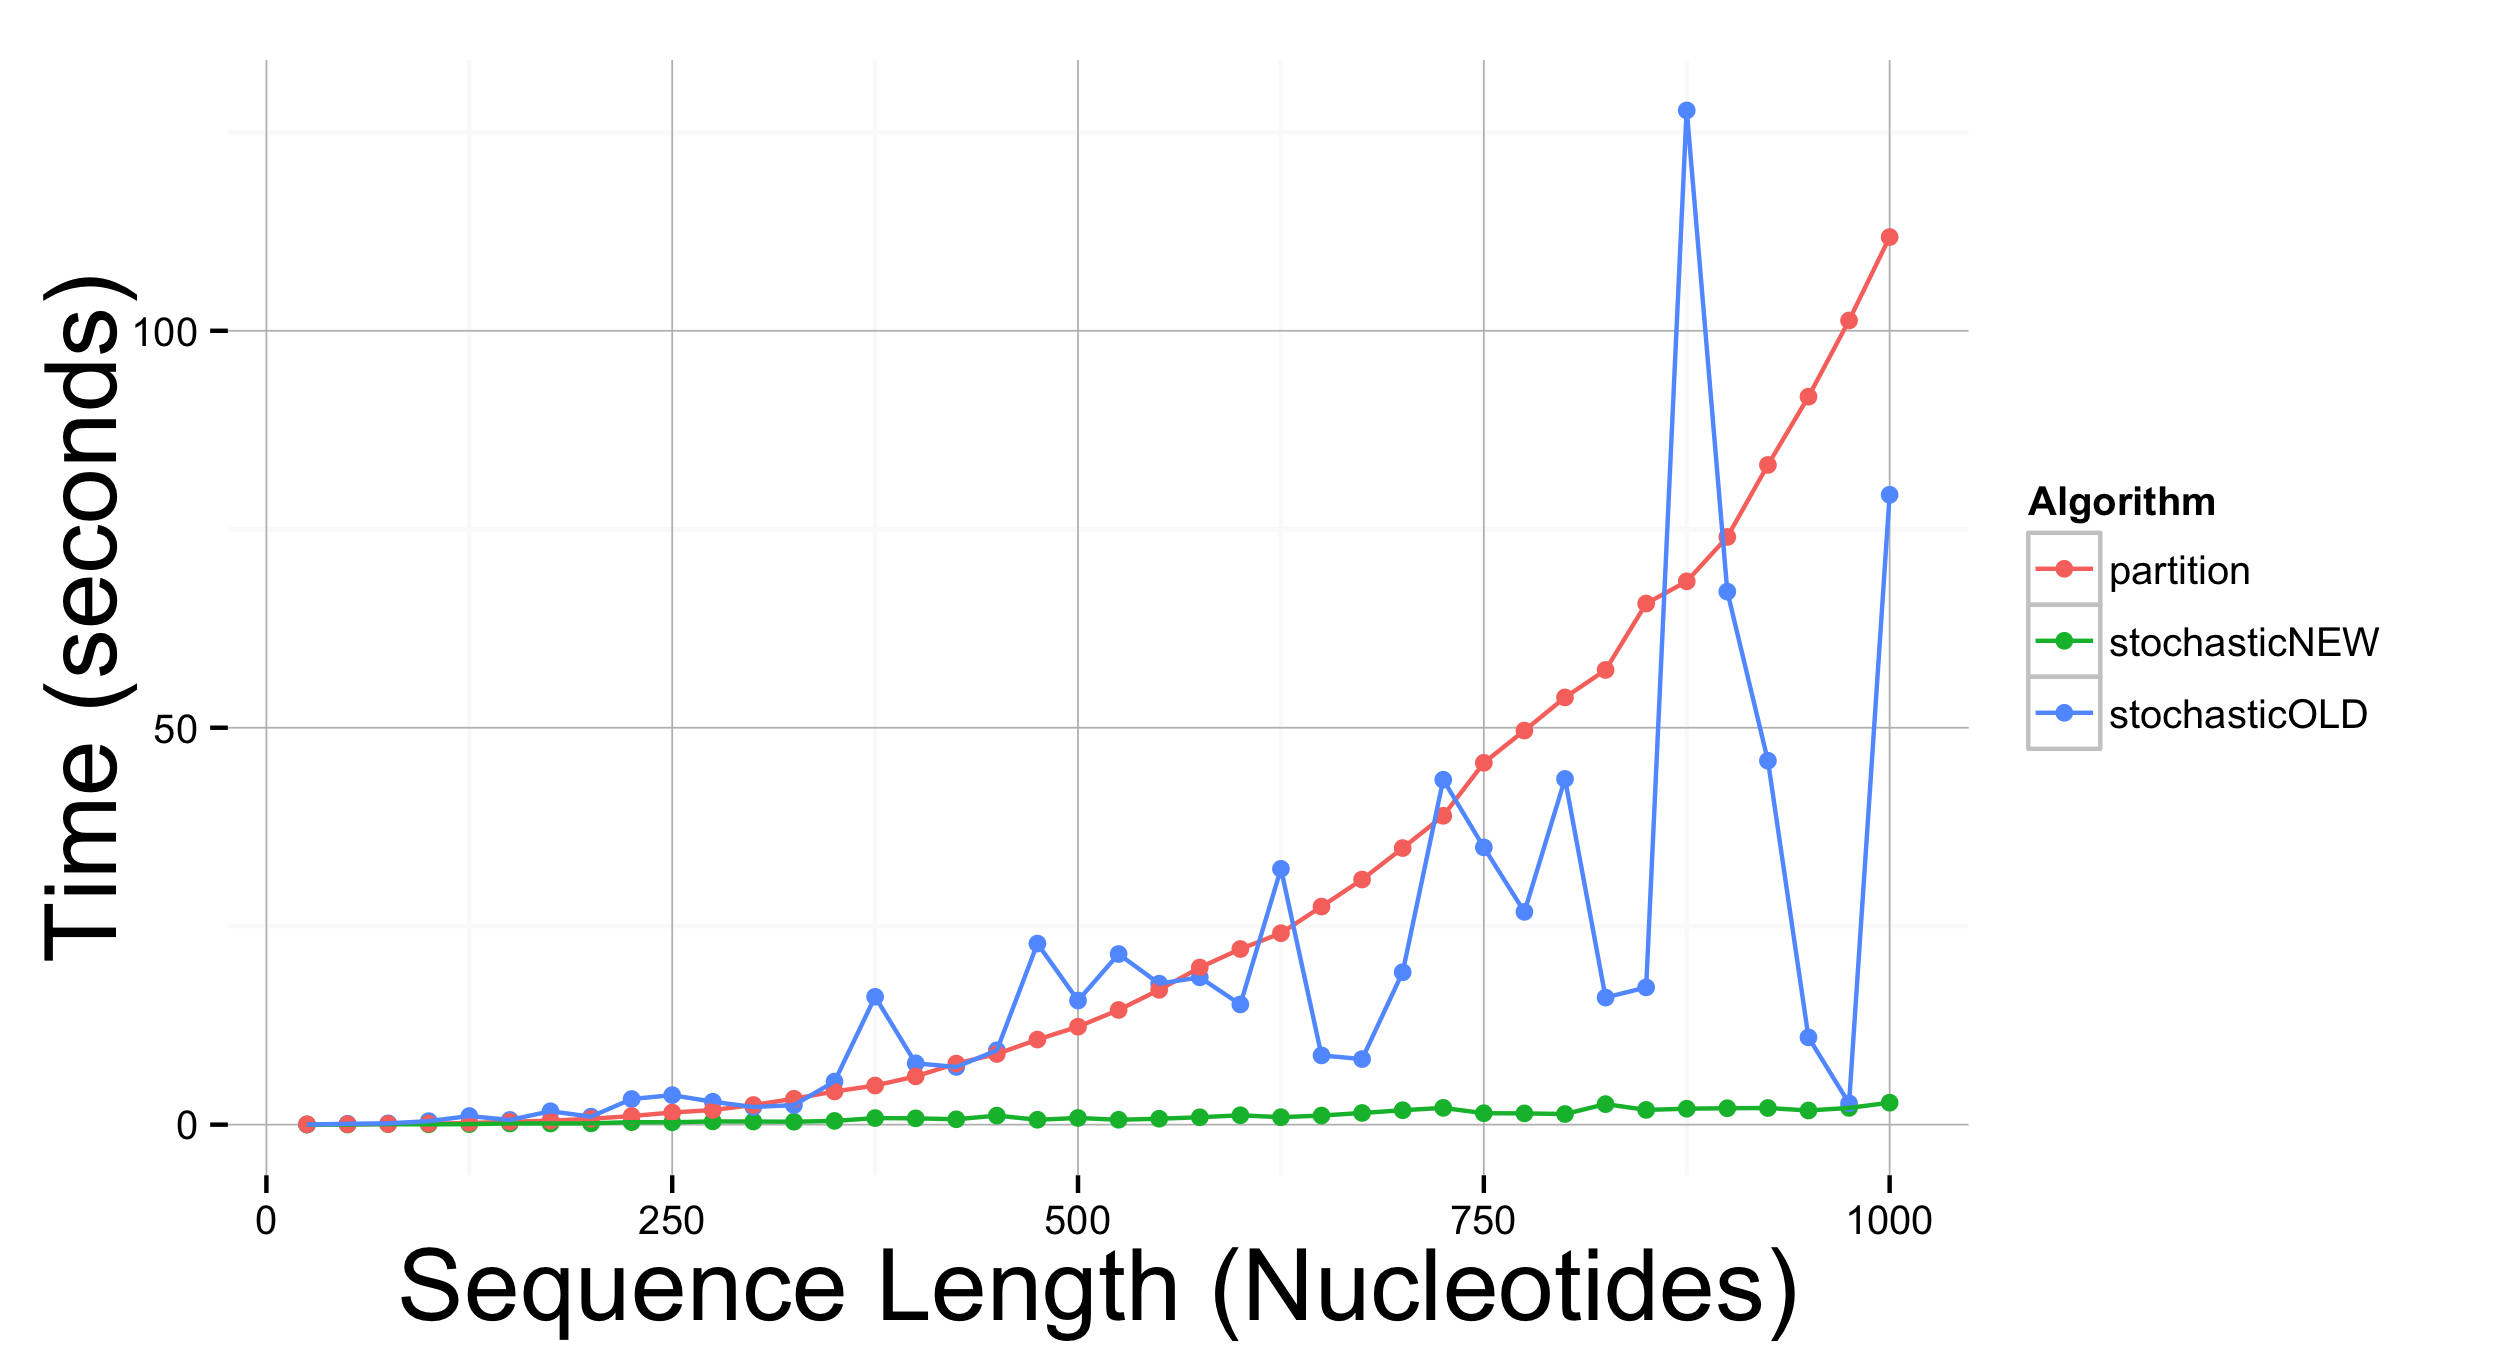 Time (seconds)
100
50
0
0 250 500 750 1000
Sequence Length (Nucleotides)
Algorithm
partition
stochasticNEW
stochasticOLD